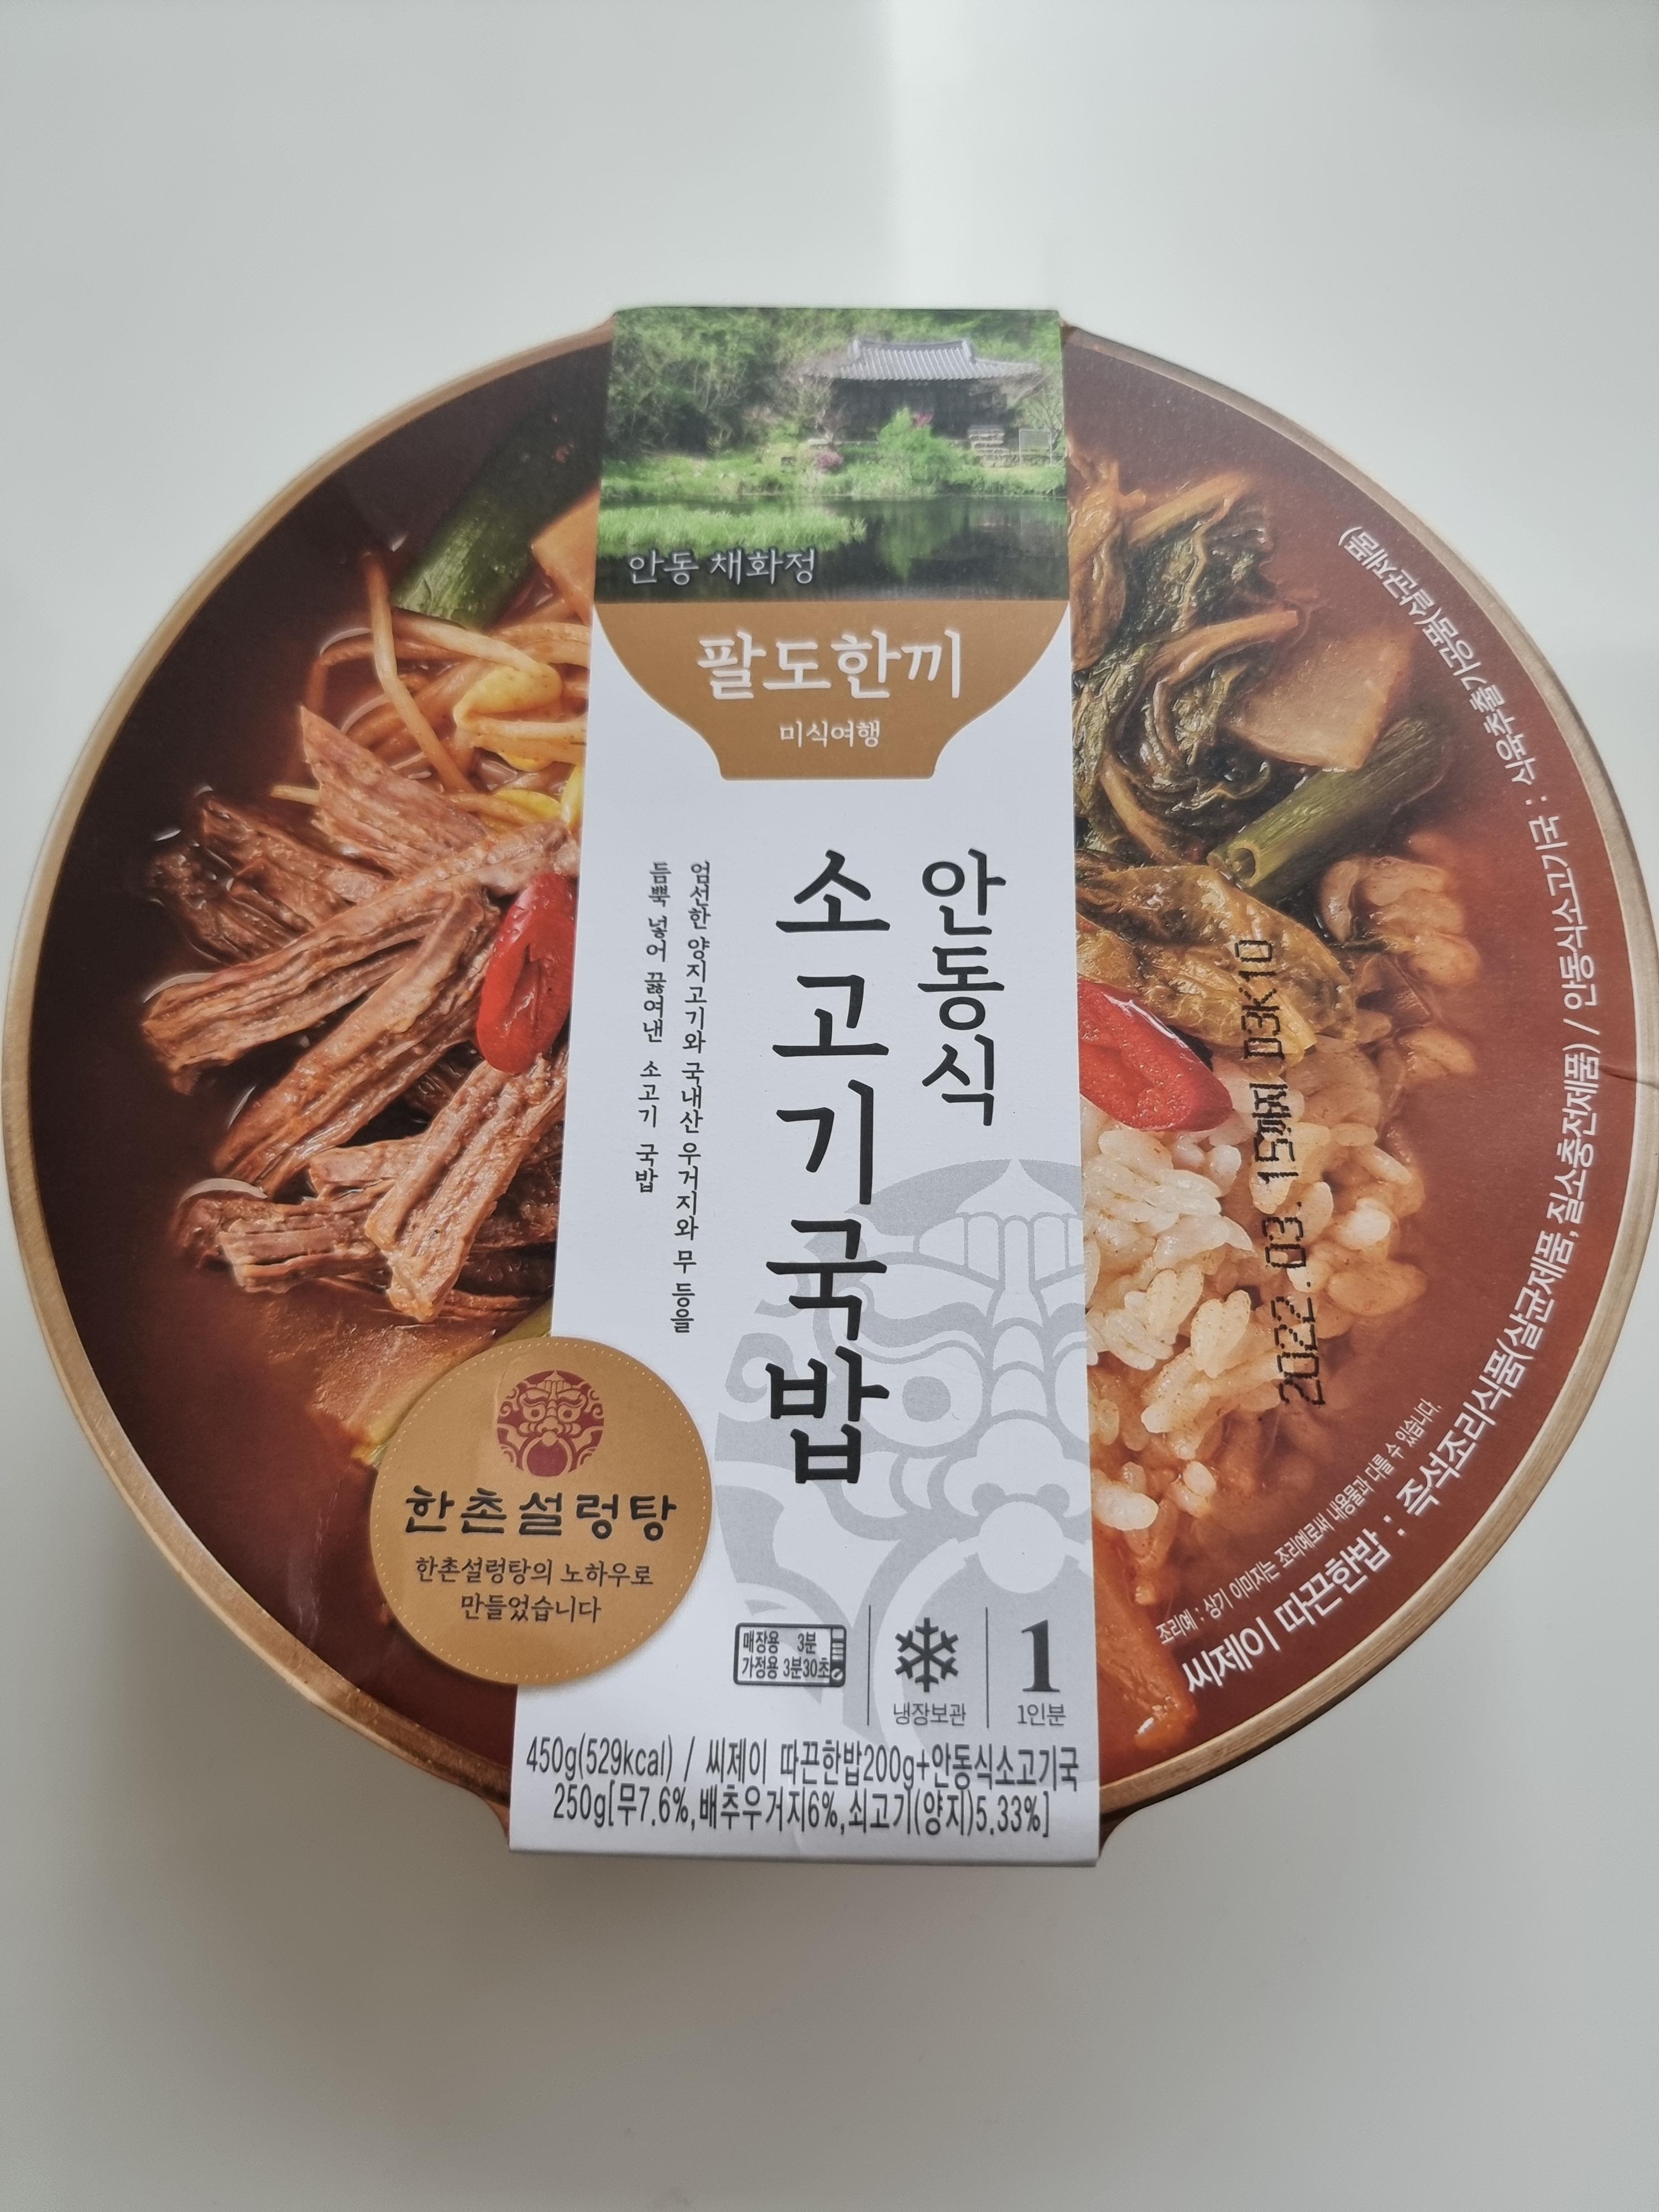 안동 채화정
팔도한끼
미식여행
안동식
소고기국밥
엄선한 양지고기와 국내산 우거지와 무 등을
듬뿍 넣어 끓여낸 소고기 국밥
한촌설렁탕
한촌설렁탕의 노하우로
만들었습니다
매장용 3분
가정용 3분30초
냉장보관
1
1인분
450g(529kcal) / 씨제이 따끈한밥200g+안동식소고기국
250g[무7.6%,배추우거지6%,쇠고기(양지)5.33%]
2022.03.15까지 D3K10
조리예 : 상기 이미지는 조리예로써 내용물과 다를 수 있습니다.
씨제이 따끈한밥 : 즉석조리식품(살균제품, 질소충전제품) / 안동식소고기국 : 식육추출가공품(살균제품)